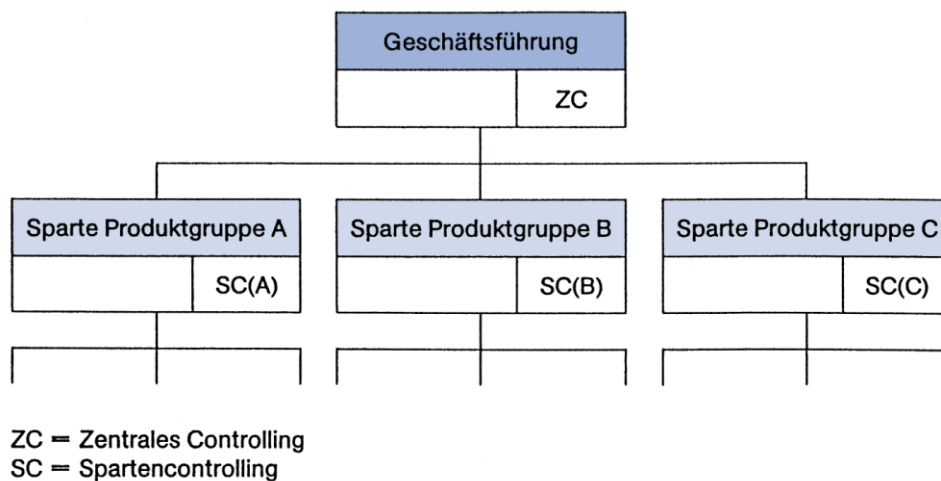 Geschäftsführung
ZC
Sparte Produktgruppe A
Sparte Produktgruppe B
Sparte Produktgruppe C
SC(A)
SC(B)
SC(C)
ZC = Zentrales Controlling
SC = Spartencontrolling